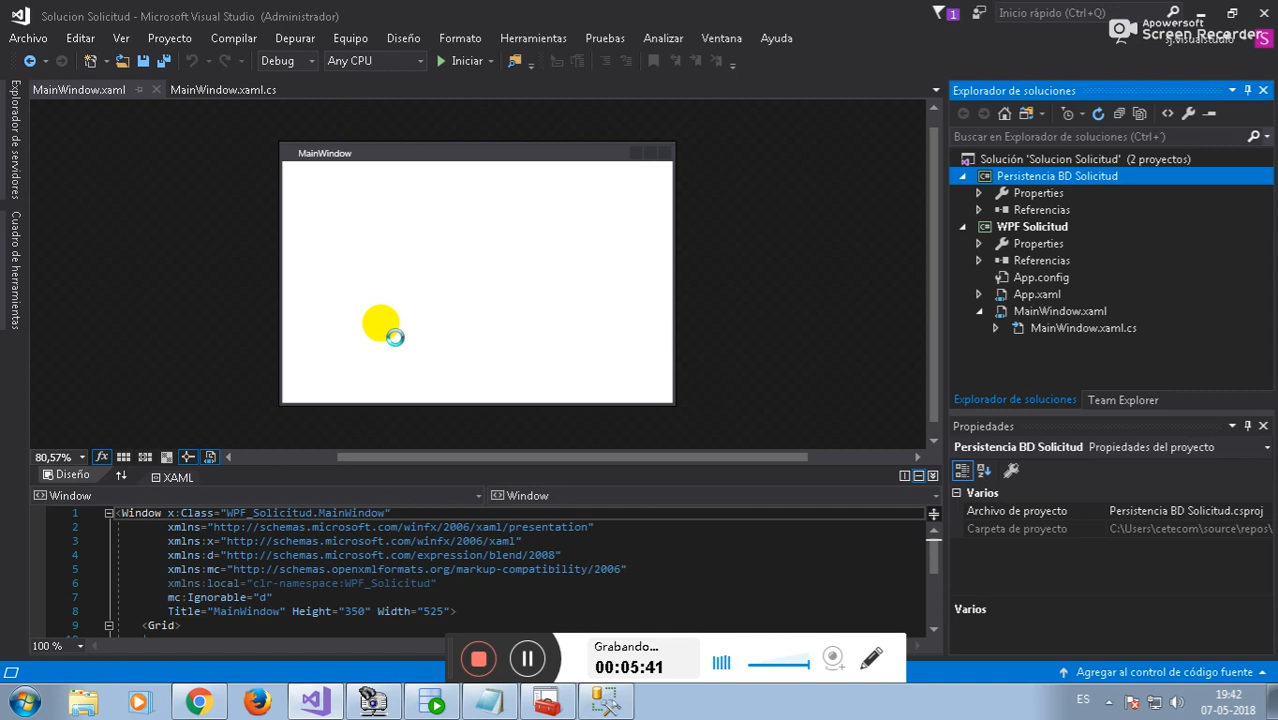 Solucion Solicitud - Microsoft Visual Studio (Administrador)
1
Inicio rápido (Ctrl+Q)
Apowersoft
Screen Recorder
Archivo Editar Ver Proyecto Compilar Depurar Equipo Diseño Formato Herramientas Pruebas Analizar Ventana Ayuda
sj.visualstudio
S
Debug Any CPU Iniciar
MainWindow.xaml MainWindow.xaml.cs
Explorador de servidores
Cuadro de herramientas
MainWindow
Explorador de soluciones
Buscar en Explorador de soluciones (Ctrl+´)
Solución 'Solucion Solicitud' (2 proyectos)
Persistencia BD Solicitud
Properties
Referencias
WPF Solicitud
Properties
Referencias
App.config
App.xaml
MainWindow.xaml
MainWindow.xaml.cs
Explorador de soluciones Team Explorer
Propiedades
Persistencia BD Solicitud Propiedades del proyecto
Varios
Archivo de proyecto Persistencia BD Solicitud.csproj
Carpeta de proyecto C:\Users\cetecom\source\repos\
Varios
80,57%
Diseño XAML
Window Window
1 <Window x:Class="WPF_Solicitud.MainWindow"
2 xmlns="http://schemas.microsoft.com/winfx/2006/xaml/presentation"
3 xmlns:x="http://schemas.microsoft.com/winfx/2006/xaml"
4 xmlns:d="http://schemas.microsoft.com/expression/blend/2008"
5 xmlns:mc="http://schemas.openxmlformats.org/markup-compatibility/2006"
6 xmlns:local="clr-namespace:WPF_Solicitud"
7 mc:Ignorable="d"
8 Title="MainWindow" Height="350" Width="525">
9 <Grid>
100 %
Grabando...
00:05:41
Agregar al control de código fuente
ES
19:42
07-05-2018